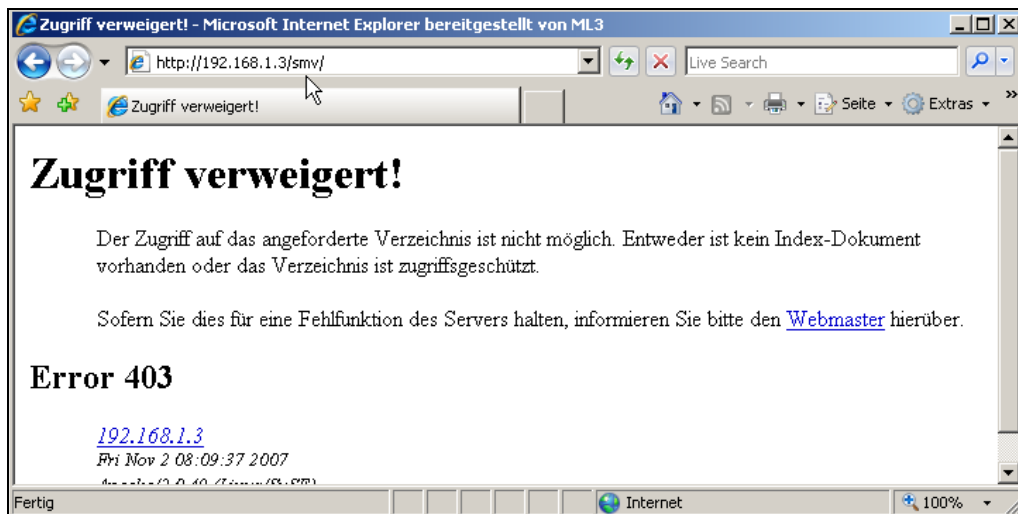 Zugriff verweigert! - Microsoft Internet Explorer bereitgestellt von ML3
http://192.168.1.3/smv/
Live Search
Zugriff verweigert!
Seite
Extras
Zugriff verweigert!
Der Zugriff auf das angeforderte Verzeichnis ist nicht möglich. Entweder ist kein Index-Dokument
vorhanden oder das Verzeichnis ist zugriffsgeschützt.
Sofern Sie dies für eine Fehlfunktion des Servers halten, informieren Sie bitte den Webmaster hierüber.
Error 403
192.168.1.3
Fri Nov 2 08:09:37 2007
Fertig
Internet
100%